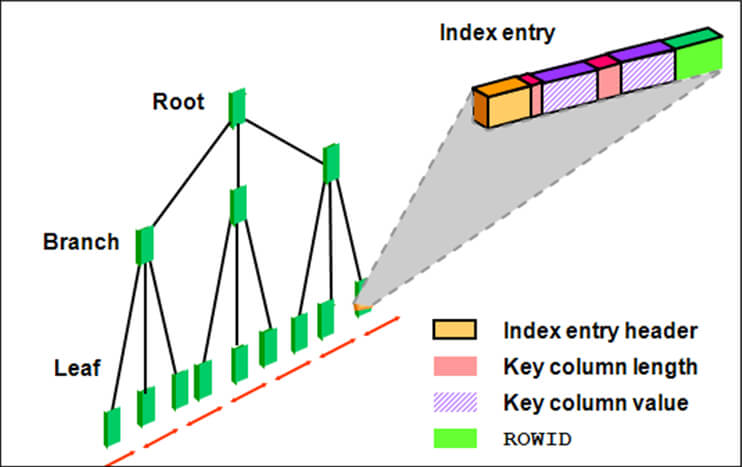 Index entry
Root
Branch
Leaf
Index entry header
Key column length
Key column value
ROWID